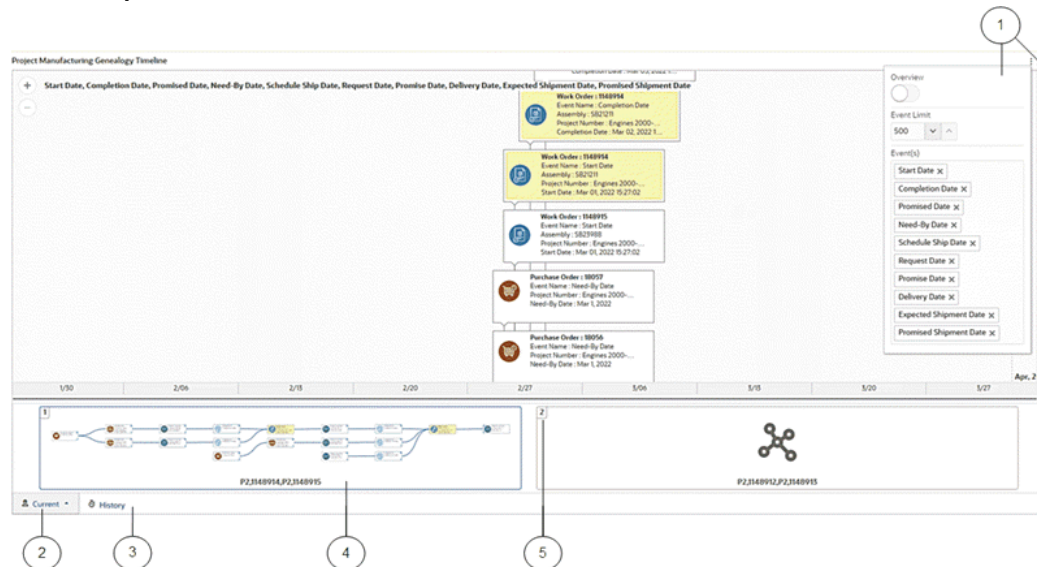 1
Project Manufacturing Genealogy Timeline
Start Date, Completion Date, Promised Date, Need-By Date, Schedule Ship Date, Request Date, Promise Date, Delivery Date, Expected Shipment Date, Promised Shipment Date
Work Order : 1148914
Event Name : Completion Date
Assembly : SB21211
Project Number : Engines 2000-...
Completion Date : Mar 02, 2022 1...
Work Order : 1148914
Event Name : Start Date
Assembly : SB21211
Project Number : Engines 2000-...
Start Date : Mar 01, 2022 15:27:02
Work Order : 1148915
Event Name : Start Date
Assembly : SB23988
Project Number : Engines 2000-...
Start Date : Mar 01, 2022 15:27:02
Purchase Order : 18057
Event Name : Need-By Date
Project Number : Engines 2000-...
Need-By Date : Mar 1, 2022
Purchase Order : 18056
Event Name : Need-By Date
Project Number : Engines 2000-...
Need-By Date : Mar 1, 2022
Overview
Event Limit
500
Event(s)
Start Date ×
Completion Date ×
Promised Date ×
Need-By Date ×
Schedule Ship Date ×
Request Date ×
Promise Date ×
Delivery Date ×
Expected Shipment Date ×
Promised Shipment Date ×
Apr, 2
1/30 2/06 2/13 2/20 2/27 3/06 3/13 3/20 3/27
1
P2,1148914,P2,1148915
2
P2,1148912,P2,1148913
Current
History
2 3 4 5